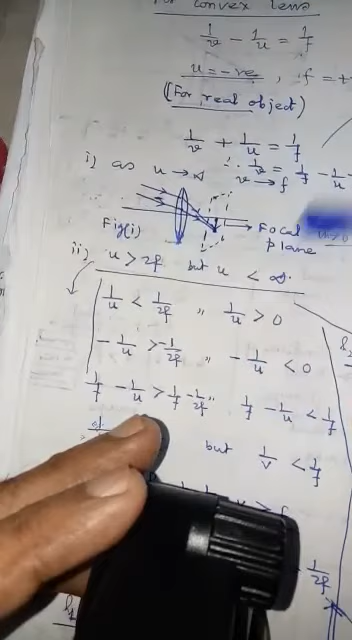 For convex lens
1/v - 1/u = 1/f
u = -ve, f = +
(For real object)
1/v + 1/u = 1/f
i) as u → ∝ ∴ 1/v = 1/f - 1/u
v → f
Focal
Fig(i) plane
ii) u > 2f but u < ∞
1/u < 1/2f ,, 1/u > 0
-1/u > -1/2f ,, -1/u < 0
1/f - 1/u > 1/f - 1/2f ,, 1/f - 1/u < 1/f
but 1/v < 1/f
v > f
1/2f